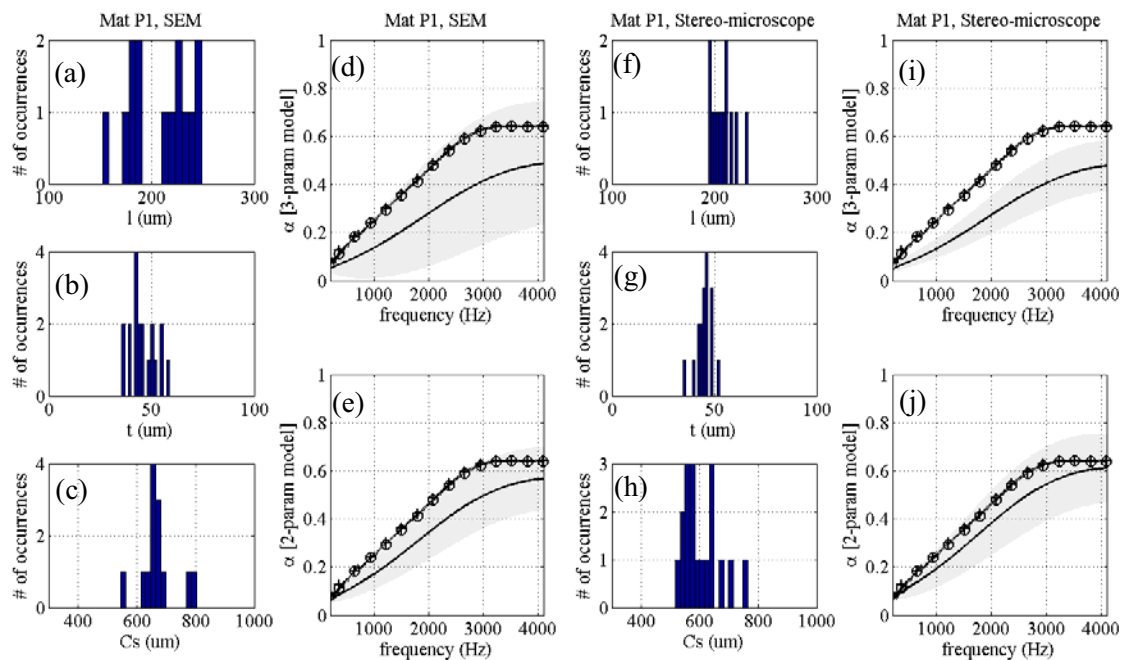 Mat P1, SEM
(a)
# of occurrences
2
1
0
100
200
300
l (um)
(b)
# of occurrences
4
2
0
0
50
100
t (um)
(c)
# of occurrences
4
2
0
400
600
800
1000
Cs (um)
Mat P1, SEM
(d)
α [3-param model]
1
0.8
0.6
0.4
0.2
0
1000
2000
3000
4000
frequency (Hz)
(e)
α [2-param model]
1
0.8
0.6
0.4
0.2
0
1000
2000
3000
4000
frequency (Hz)
Mat P1, Stereo-microscope
(f)
# of occurrences
2
1
0
100
200
300
l (um)
(g)
# of occurrences
4
2
0
0
50
100
t (um)
(h)
# of occurrences
3
2
1
0
400
600
800
1000
Cs (um)
Mat P1, Stereo-microscope
(i)
α [3-param model]
1
0.8
0.6
0.4
0.2
0
1000
2000
3000
4000
frequency (Hz)
(j)
α [2-param model]
1
0.8
0.6
0.4
0.2
0
1000
2000
3000
4000
frequency (Hz)